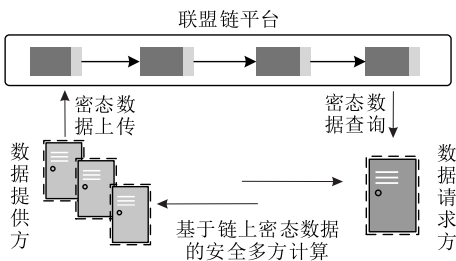 联盟链平台
密态数
据上传
密态数
据查询
数据提供方
数据请求方
基于链上密态数据
的安全多方计算